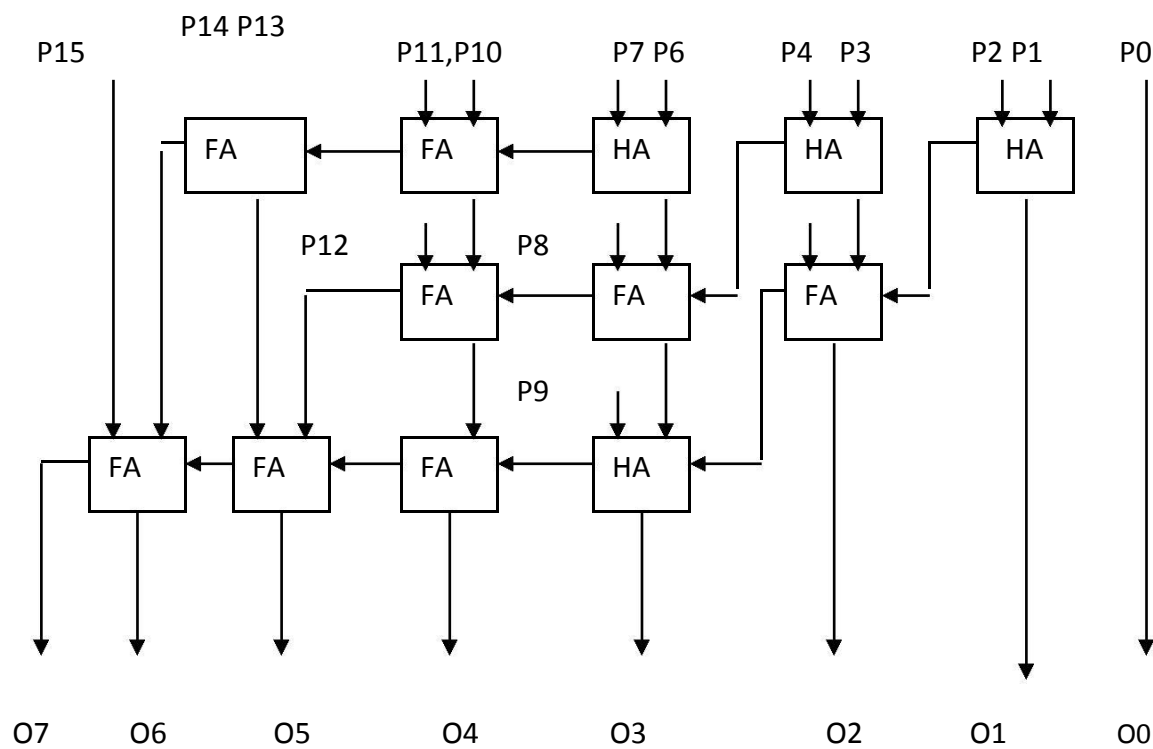 P14 P13
P15 P11,P10 P7 P6 P4 P3 P2 P1 P0
FA FA HA HA HA
P12 P8
FA FA FA
P9
FA FA FA HA
O7 O6 O5 O4 O3 O2 O1 O0